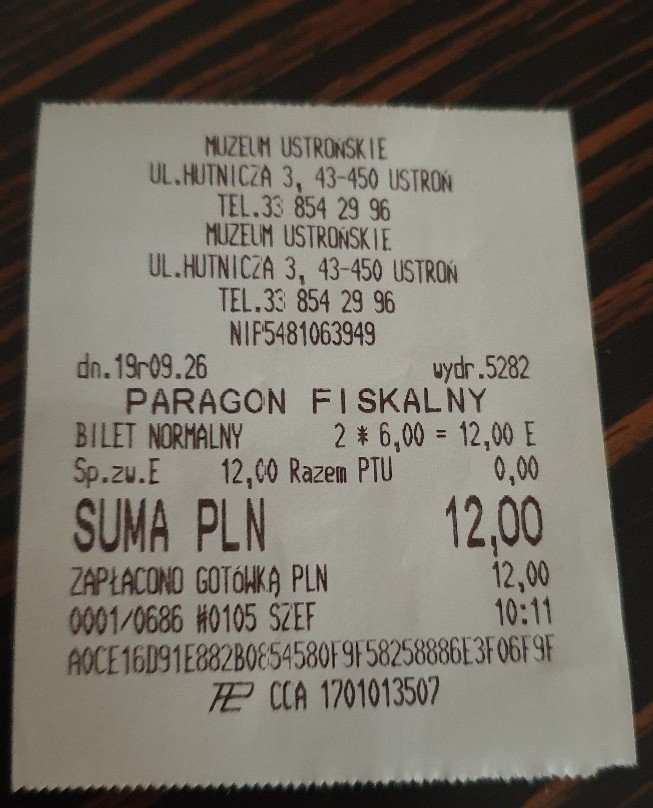 MUZEUM USTROŃSKIE
UL.HUTNICZA 3, 43-450 USTROŃ
TEL.33 854 29 96
MUZEUM USTROŃSKIE
UL.HUTNICZA 3, 43-450 USTROŃ
TEL.33 854 29 96
NIP5481063949
dn.19r09.26 wydr.5282
PARAGON FISKALNY
BILET NORMALNY 2 * 6,00 = 12,00 E
Sp.zw.E 12,00 Razem PTU 0,00
SUMA PLN 12,00
ZAPŁACONO GOTÓWKĄ PLN 12,00
0001/0686 #0105 SZEF 10:11
A0CE16D91E882B0854580F9F58258886E3F06F9F
CCA 1701013507